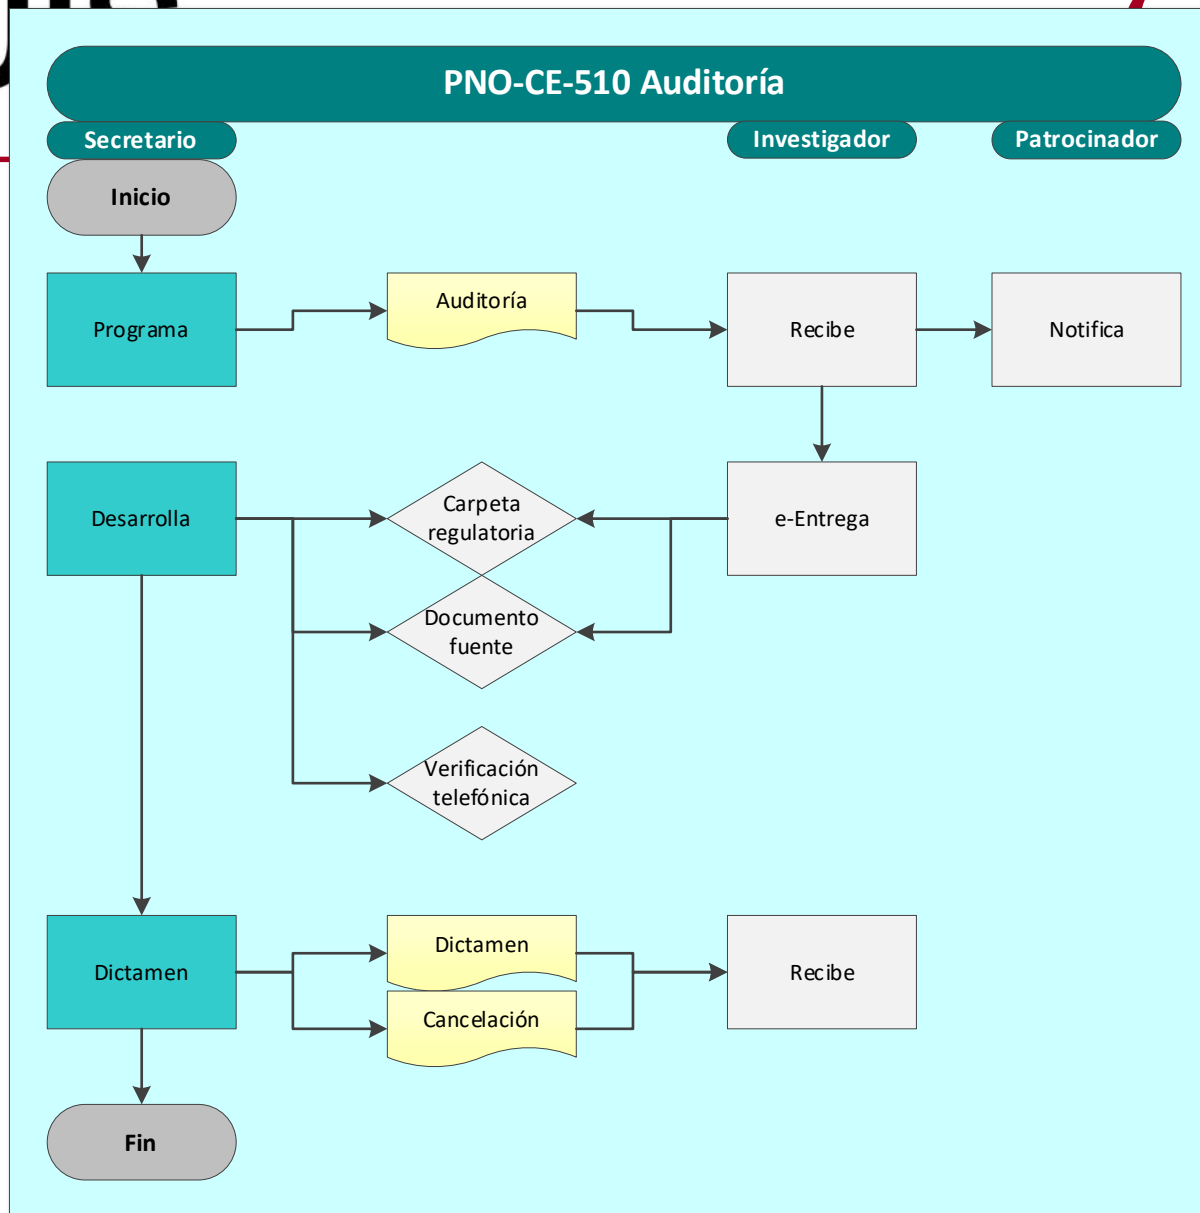 PNO-CE-510 Auditoría
Secretario
Investigador
Patrocinador
Inicio
Programa
Auditoría
Recibe
Notifica
Desarrolla
Carpeta
regulatoria
e-Entrega
Documento
fuente
Verificación
telefónica
Dictamen
Dictamen
Cancelación
Recibe
Fin